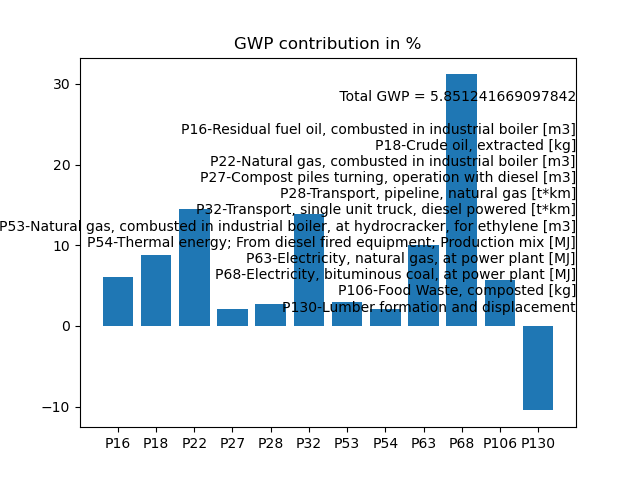 GWP contribution in %
30
20
10
0
−10
Total GWP = 5.851241669097842
P16-Residual fuel oil, combusted in industrial boiler [m3]
P18-Crude oil, extracted [kg]
P22-Natural gas, combusted in industrial boiler [m3]
P27-Compost piles turning, operation with diesel [m3]
P28-Transport, pipeline, natural gas [t*km]
P32-Transport, single unit truck, diesel powered [t*km]
P53-Natural gas, combusted in industrial boiler, at hydrocracker, for ethylene [m3]
P54-Thermal energy; From diesel fired equipment; Production mix [MJ]
P63-Electricity, natural gas, at power plant [MJ]
P68-Electricity, bituminous coal, at power plant [MJ]
P106-Food Waste, composted [kg]
P130-Lumber formation and displacement
P16 P18 P22 P27 P28 P32 P53 P54 P63 P68 P106 P130